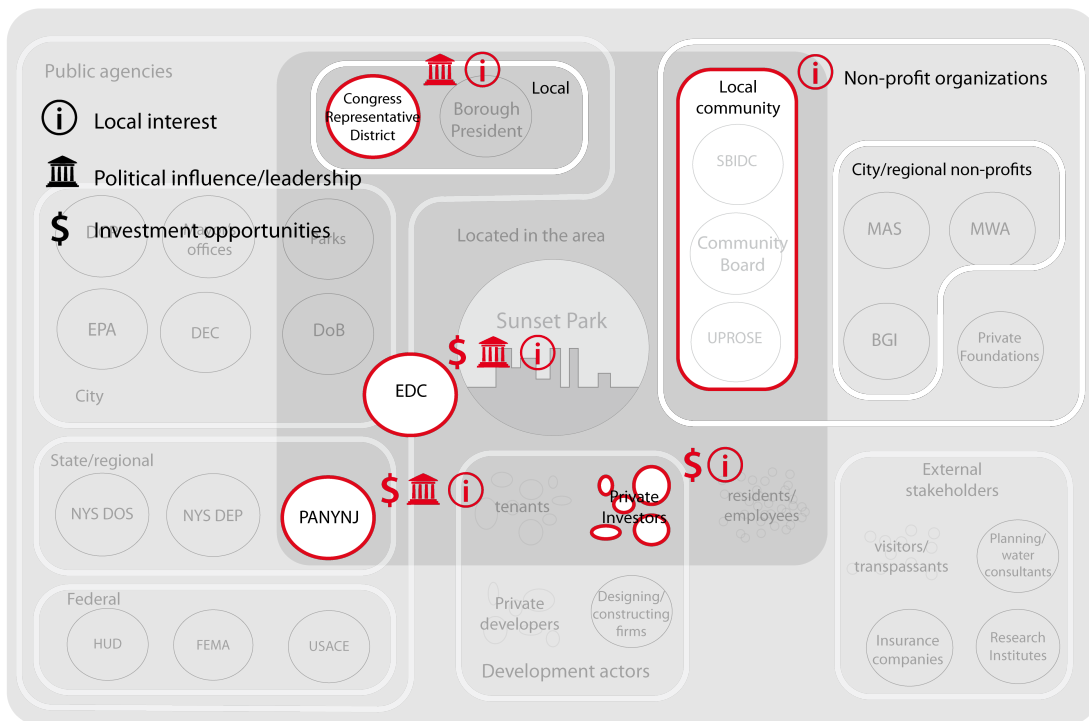 Public agencies
Local interest
Political influence/leadership
Investment opportunities
Congress
Representative
District
Borough
President
Local
Local
community
SBIDC
Community
Board
UPROSE
Non-profit organizations
City/regional non-profits
MAS
MWA
BGI
Private
Foundations
offices
Parks
EPA
DEC
DoB
City
Located in the area
Sunset Park
EDC
$
$
$
$
State/regional
NYS DOS
NYS DEP
PANYNJ
tenants
Private
Investors
residents/
employees
Private
developers
Designing/
constructing
firms
Development actors
Federal
HUD
FEMA
USACE
External
stakeholders
visitors/
transpassants
Planning/
water
consultants
Insurance
companies
Research
Institutes